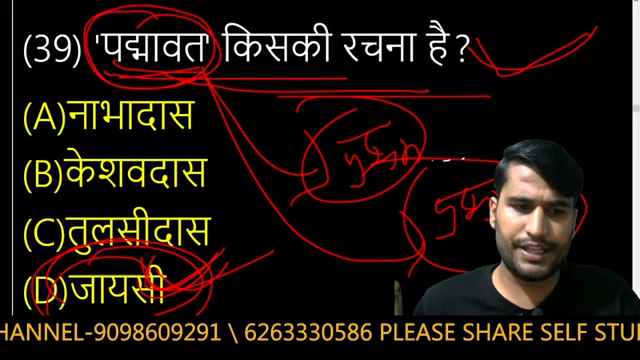 (39) 'पद्मावत' किसकी रचना है?
(A)नाभादास
(B)केशवदास
(C)तुलसीदास
(D)जायसी
HANNEL-9098609291 \ 6263330586 PLEASE SHARE SELF STU